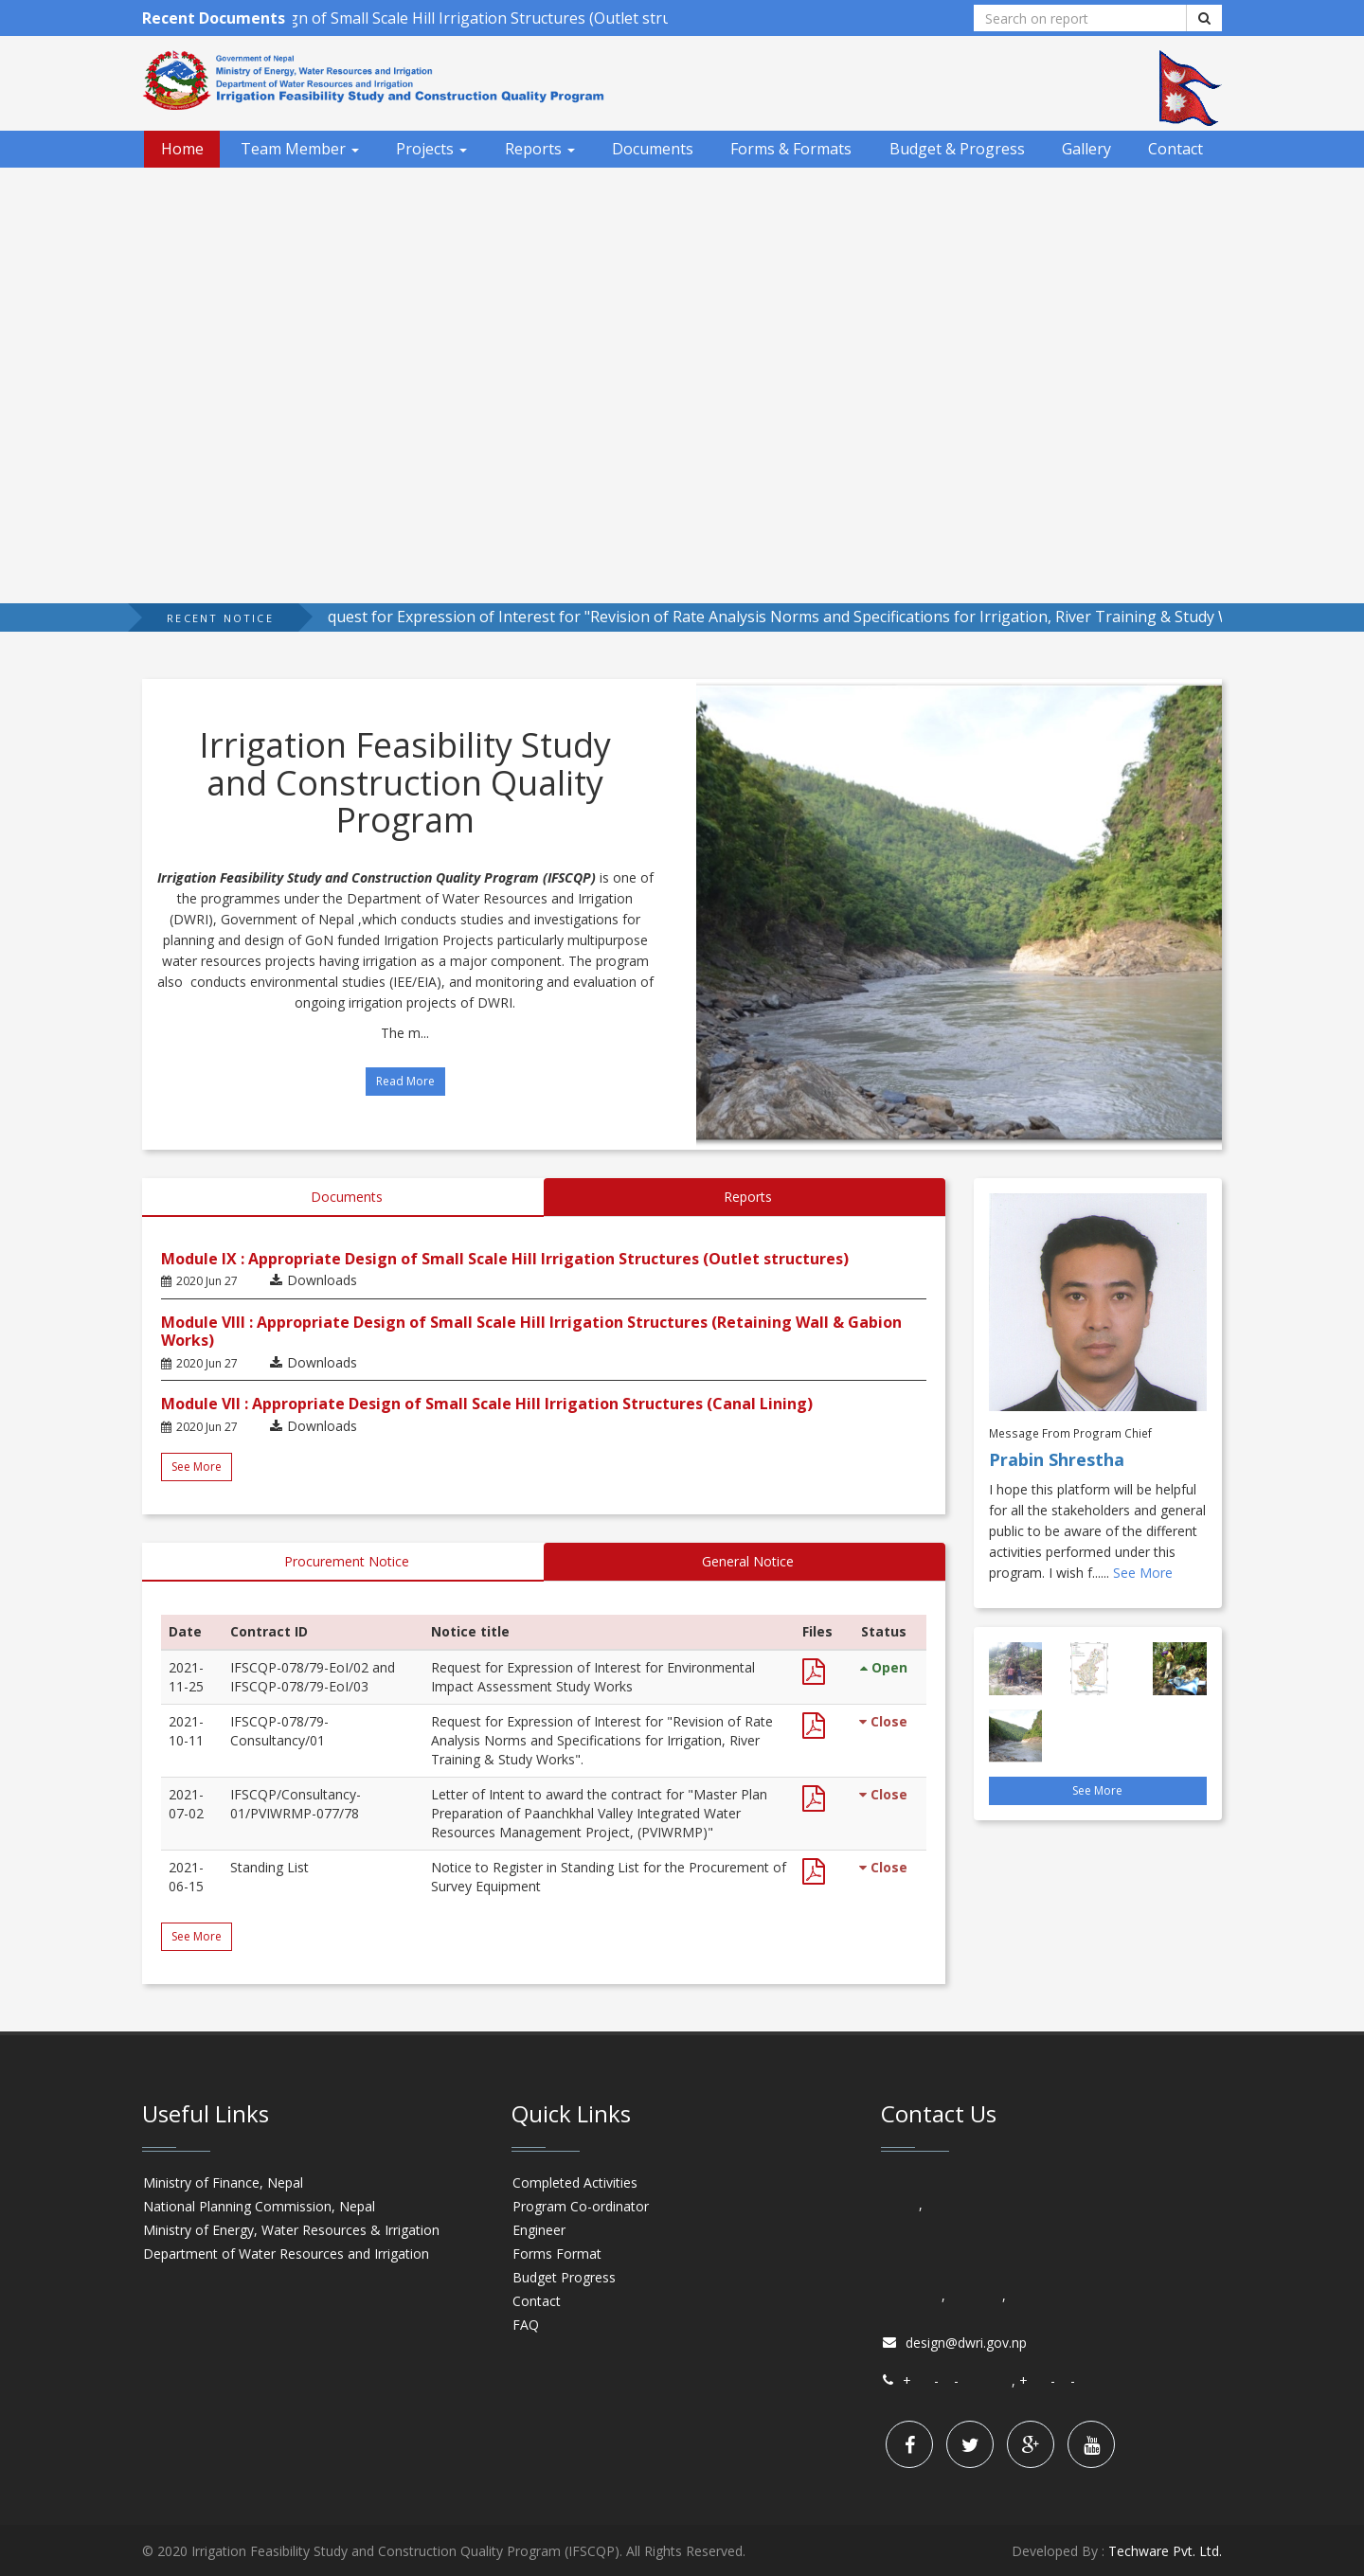 Recent Documents gn of Small Scale Hill Irrigation Structures (Outlet stru
Search on report
Government of Nepal
Ministry of Energy, Water Resources and Irrigation
Department of Water Resources and Irrigation
Irrigation Feasibility Study and Construction Quality Program
Home Team Member Projects Reports Documents Forms & Formats Budget & Progress Gallery Contact
RECENT NOTICE quest for Expression of Interest for "Revision of Rate Analysis Norms and Specifications for Irrigation, River Training & Study W
Irrigation Feasibility Study
and Construction Quality
Program
Irrigation Feasibility Study and Construction Quality Program (IFSCQP) is one of
the programmes under the Department of Water Resources and Irrigation
(DWRI), Government of Nepal ,which conducts studies and investigations for
planning and design of GoN funded Irrigation Projects particularly multipurpose
water resources projects having irrigation as a major component. The program
also conducts environmental studies (IEE/EIA), and monitoring and evaluation of
ongoing irrigation projects of DWRI.
The m...
Read More
Documents Reports
Module IX : Appropriate Design of Small Scale Hill Irrigation Structures (Outlet structures)
2020 Jun 27 Downloads
Module VIII : Appropriate Design of Small Scale Hill Irrigation Structures (Retaining Wall & Gabion
Works)
2020 Jun 27 Downloads
Module VII : Appropriate Design of Small Scale Hill Irrigation Structures (Canal Lining)
2020 Jun 27 Downloads
See More
Message From Program Chief
Prabin Shrestha
I hope this platform will be helpful
for all the stakeholders and general
public to be aware of the different
activities performed under this
program. I wish f...... See More
See More
Procurement Notice General Notice
Date Contract ID Notice title Files Status
2021- IFSCQP-078/79-EoI/02 and Request for Expression of Interest for Environmental Open
11-25 IFSCQP-078/79-EoI/03 Impact Assessment Study Works
2021- IFSCQP-078/79- Request for Expression of Interest for "Revision of Rate Close
10-11 Consultancy/01 Analysis Norms and Specifications for Irrigation, River
Training & Study Works".
2021- IFSCQP/Consultancy- Letter of Intent to award the contract for "Master Plan Close
07-02 01/PVIWRMP-077/78 Preparation of Paanchkhal Valley Integrated Water
Resources Management Project, (PVIWRMP)"
2021- Standing List Notice to Register in Standing List for the Procurement of Close
06-15 Survey Equipment
See More
Useful Links
Ministry of Finance, Nepal
National Planning Commission, Nepal
Ministry of Energy, Water Resources & Irrigation
Department of Water Resources and Irrigation
Quick Links
Completed Activities
Program Co-ordinator
Engineer
Forms Format
Budget Progress
Contact
FAQ
Contact Us
,
, ,
design@dwri.gov.np
+ - - , + - -
© 2020 Irrigation Feasibility Study and Construction Quality Program (IFSCQP). All Rights Reserved. Developed By : Techware Pvt. Ltd.